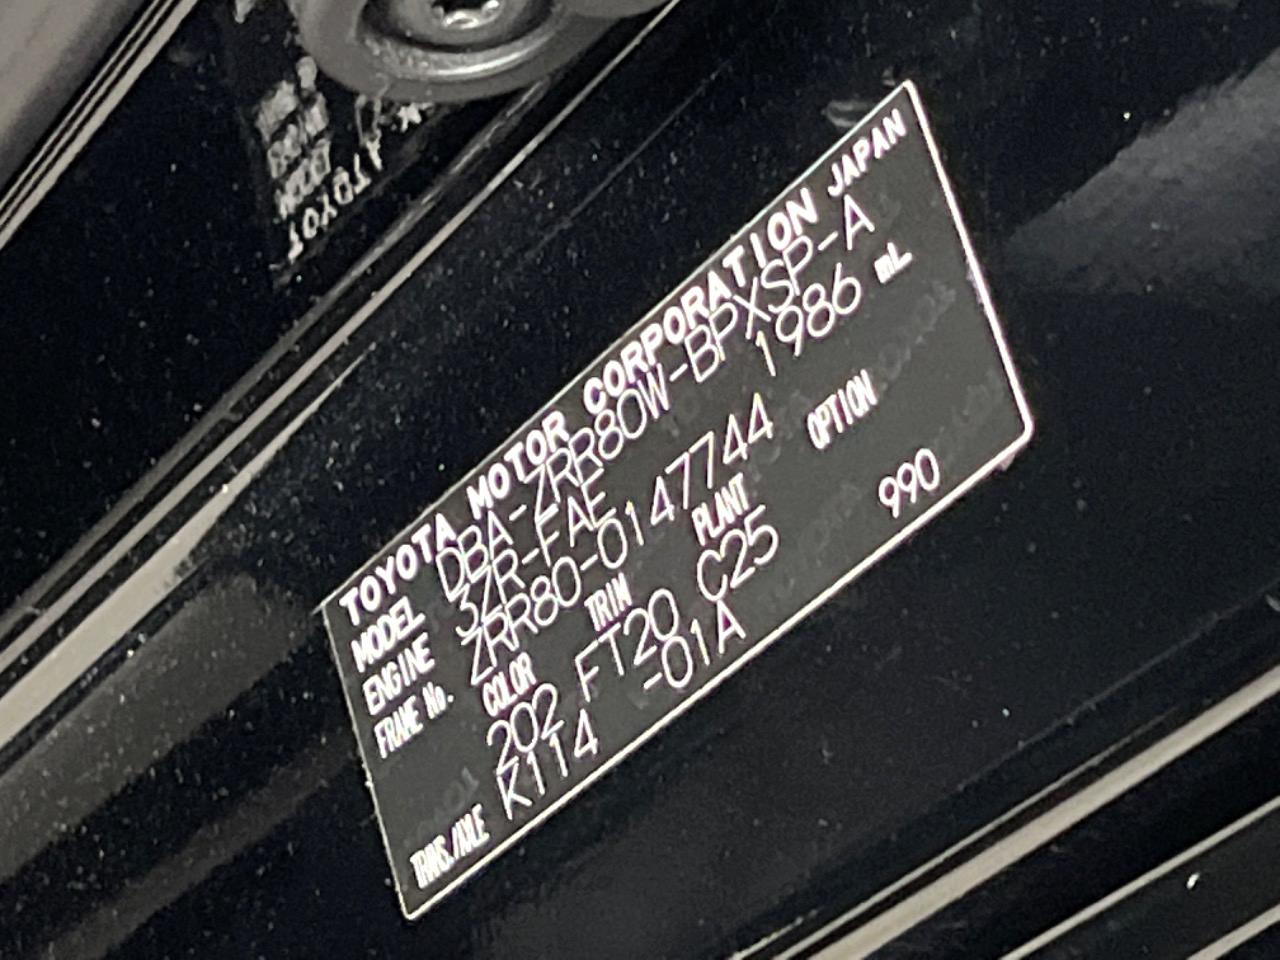 TOYOTA MOTOR CORPORATION JAPAN
MODEL DBA-ZRR80W-BPXSP-A
ENGINE 3ZR-FAE 1986 mL
FRAME No. ZRR80-0147744
COLOR TRIM PLANT OPTION
202 FT20 C25 990
TRANS./AXLE K114 -01A